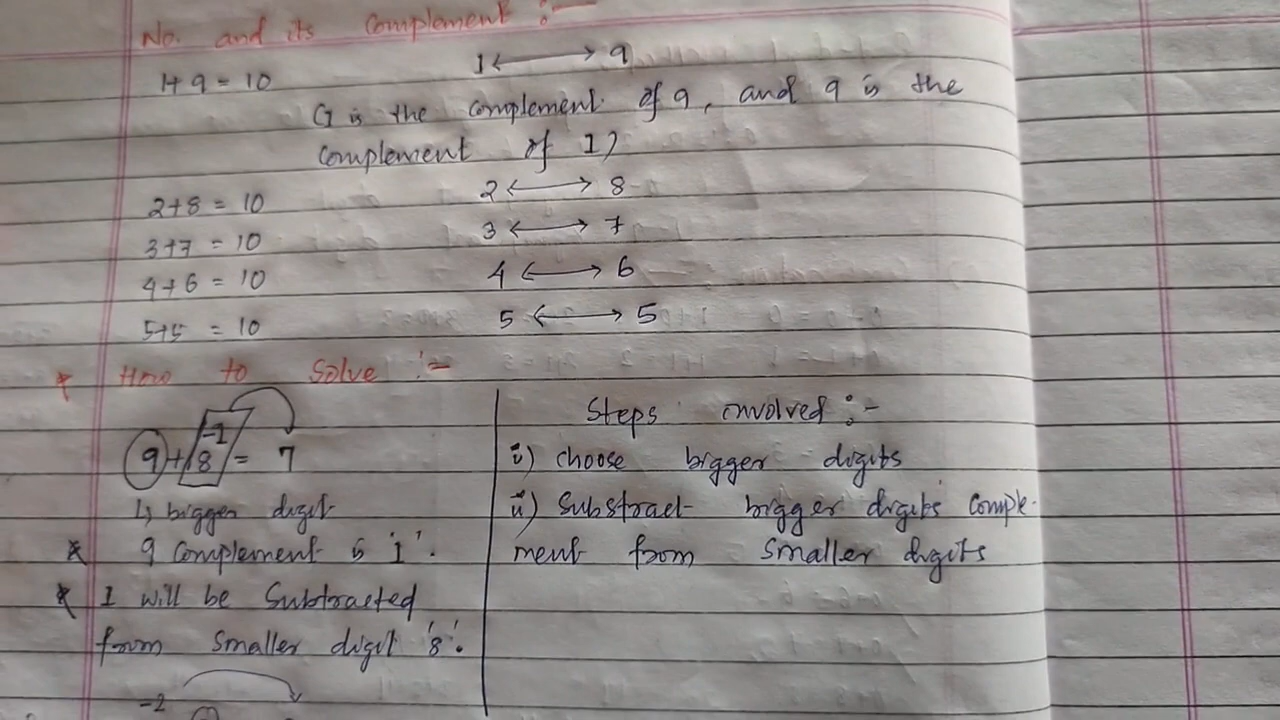 No. and its complement :-
1+9 = 10
1 ⟷ 9
(1 is the complement of 9, and 9 is the
complement of 1)
2+8 = 10
2 ⟷ 8
3+7 = 10
3 ⟷ 7
4+6 = 10
4 ⟷ 6
5+5 = 10
5 ⟷ 5
* How to Solve :-
-1
9 + 8 = 7
↳ bigger digit
* 9 complement is '1'.
* 1 will be Subtracted
from smaller digit '8'.
-2
Steps involved :-
i) choose bigger digits
ii) Substract bigger digits comple-
ment from smaller digits